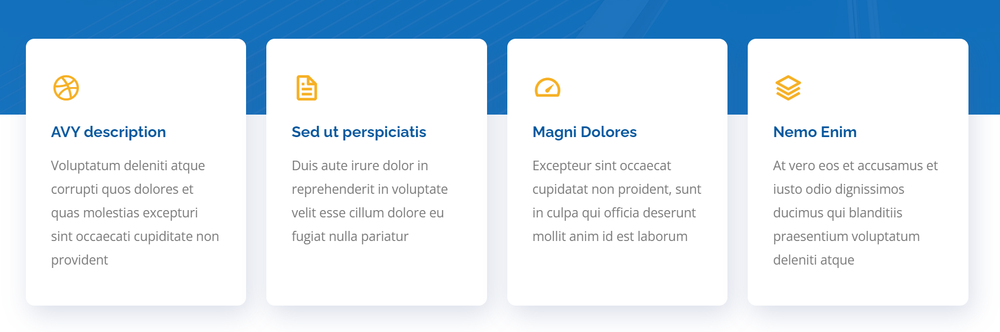 AVY description
Voluptatum deleniti atque
corrupti quos dolores et
quas molestias excepturi
sint occaecati cupiditate non
provident
Sed ut perspiciatis
Duis aute irure dolor in
reprehenderit in voluptate
velit esse cillum dolore eu
fugiat nulla pariatur
Magni Dolores
Excepteur sint occaecat
cupidatat non proident, sunt
in culpa qui officia deserunt
mollit anim id est laborum
Nemo Enim
At vero eos et accusamus et
iusto odio dignissimos
ducimus qui blanditiis
praesentium voluptatum
deleniti atque